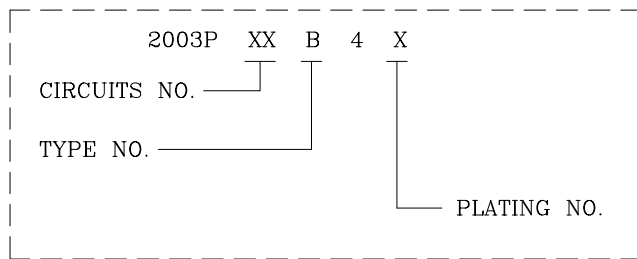 2003P XX B 4 X
CIRCUITS NO.
TYPE NO.
PLATING NO.